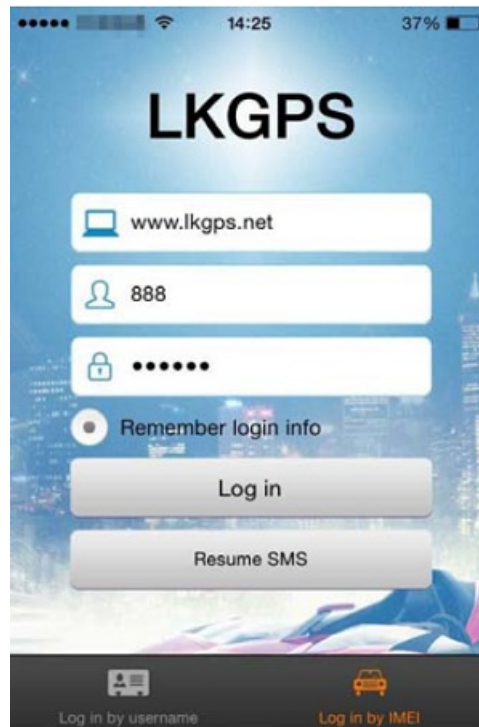 14:25
37%
LKGPS
www.lkgps.net
888
••••••
Remember login info
Log in
Resume SMS
Log in by username
Log in by IMEI